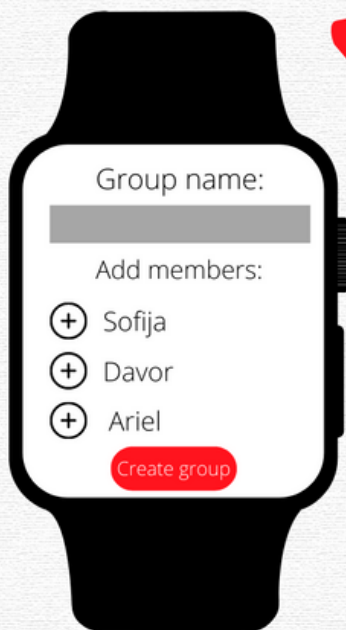 Group name:
Add members:
Sofija
Davor
Ariel
Create group